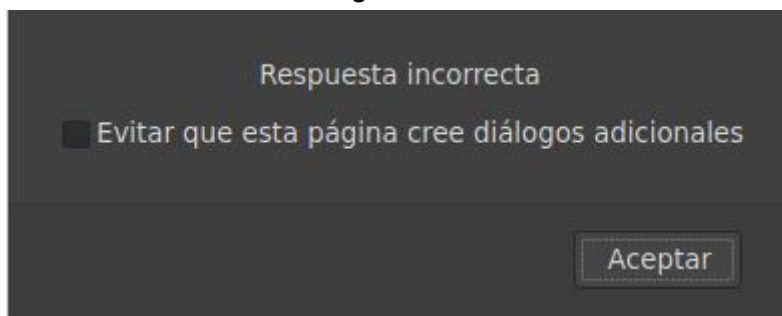 Respuesta incorrecta
Evitar que esta página cree diálogos adicionales
Aceptar